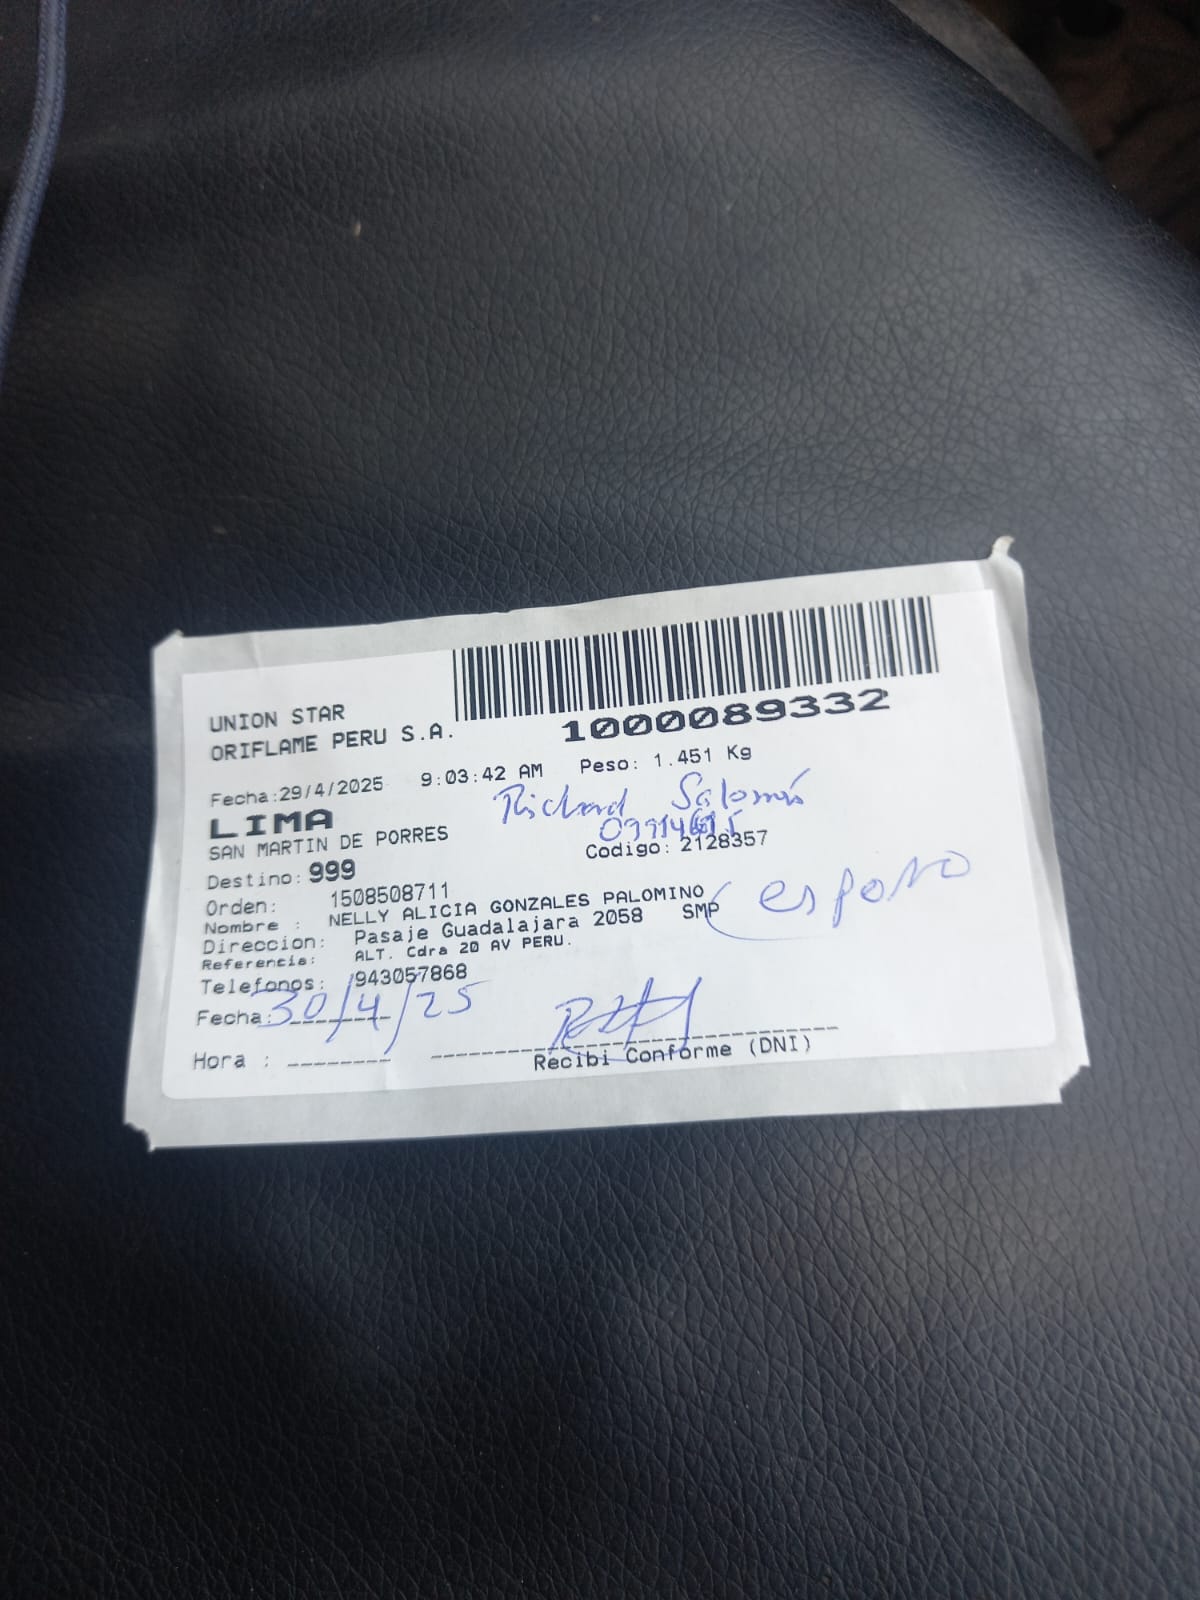 UNION STAR
ORIFLAME PERU S.A.
1000089332
Fecha:29/4/2025 9:03:42 AM Peso: 1.451 Kg
LIMA
Richard Salomón
SAN MARTIN DE PORRES
Destino: 999
Codigo: 2128357
Orden: 1508508711
Nombre : NELLY ALICIA GONZALES PALOMINO
(esposo
Direccion: Pasaje Guadalajara 2058 SMP
Referencia: ALT. Cdra 20 AV PERU.
Telefonos: 943057868
Fecha: 30/4/25
Hora :
Recibi Conforme (DNI)